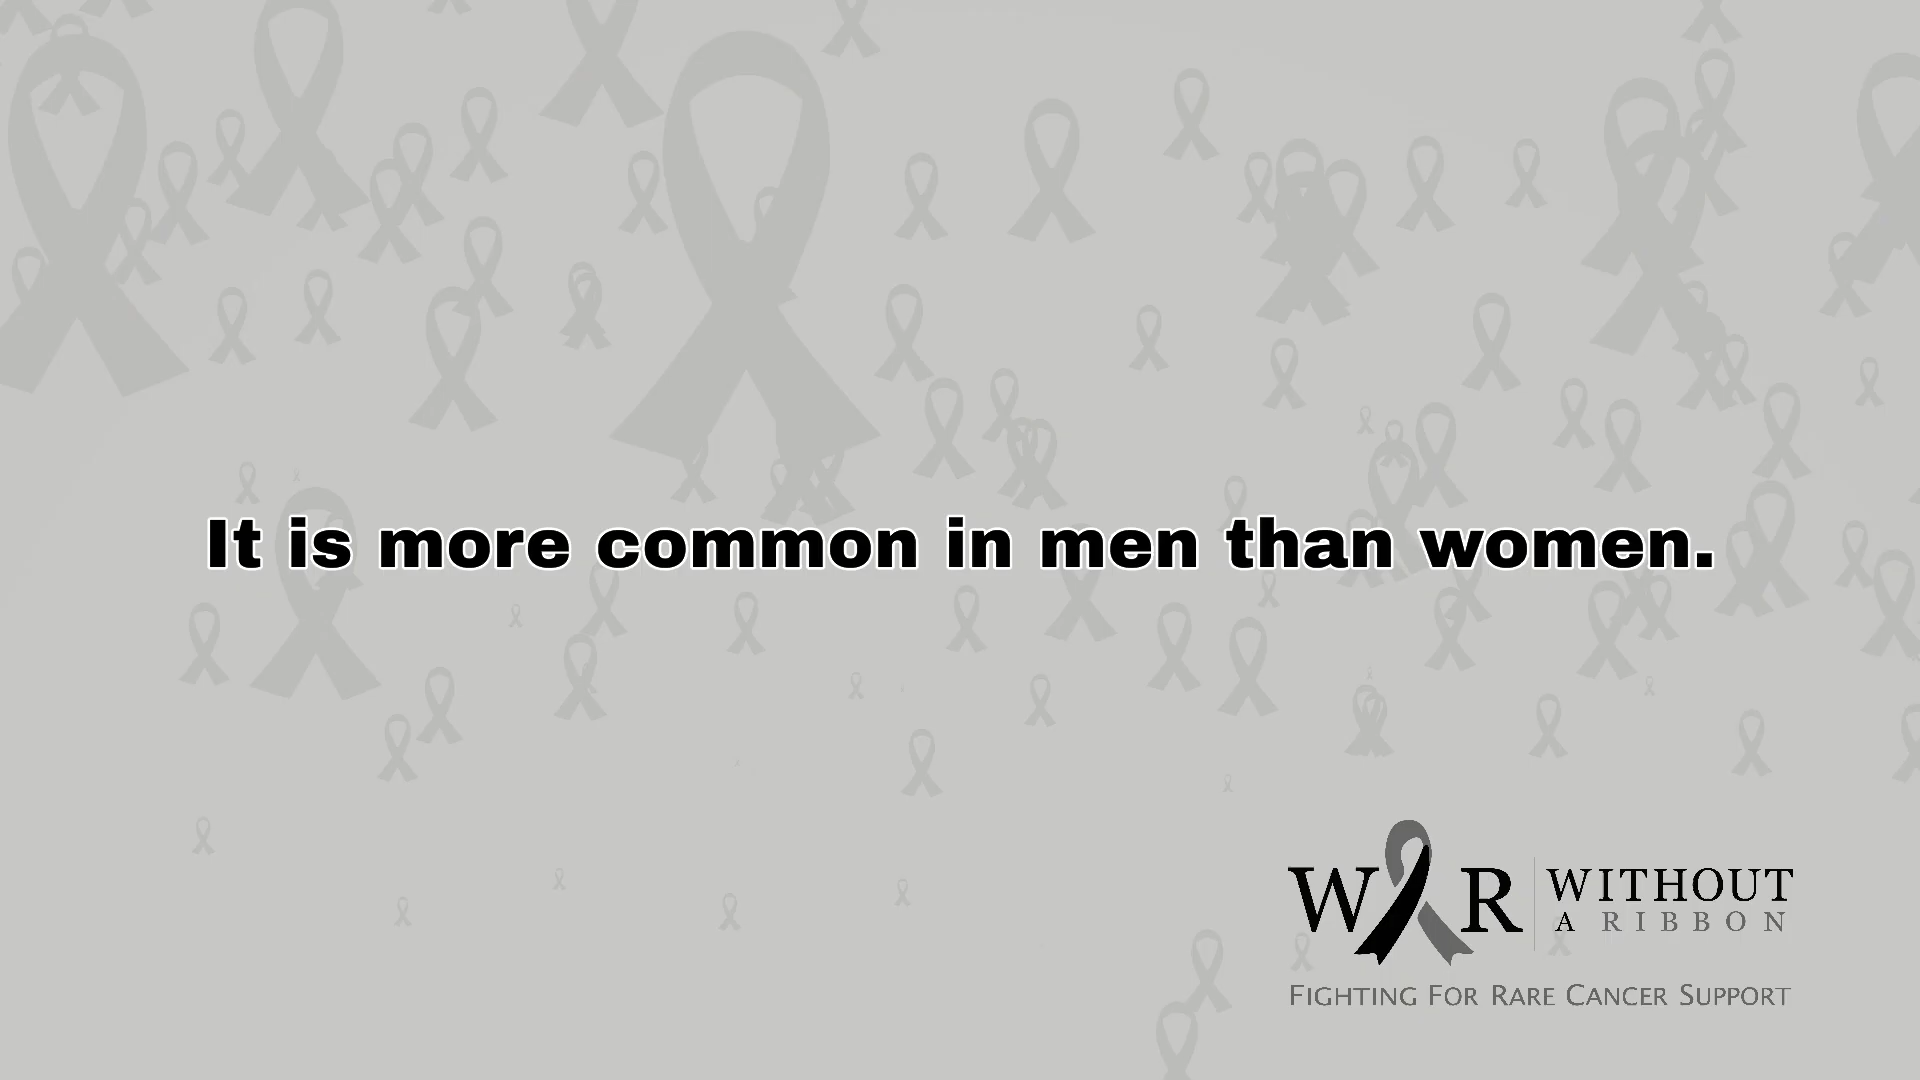 It is more common in men than women.
WAR WITHOUT
A RIBBON
FIGHTING FOR RARE CANCER SUPPORT